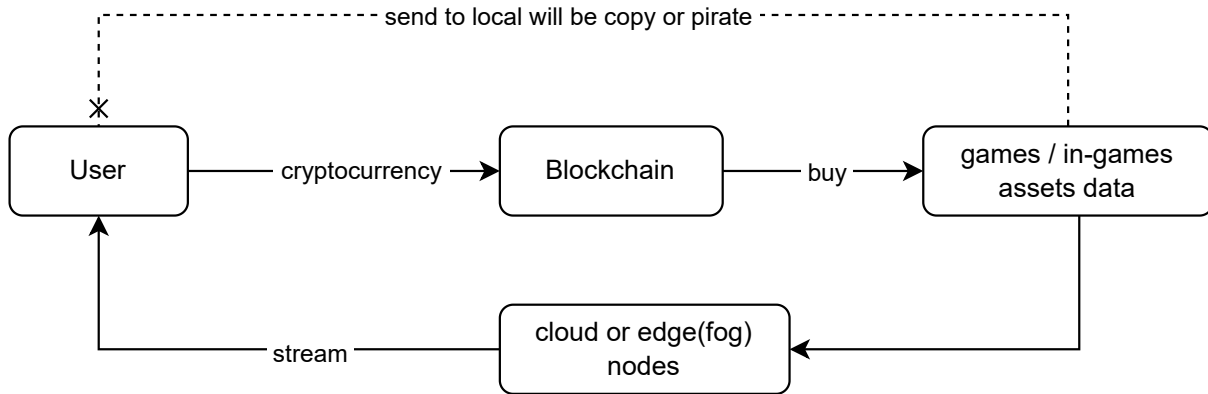 send to local will be copy or pirate
User
cryptocurrency
Blockchain
buy
games / in-games
assets data
stream
cloud or edge(fog)
nodes